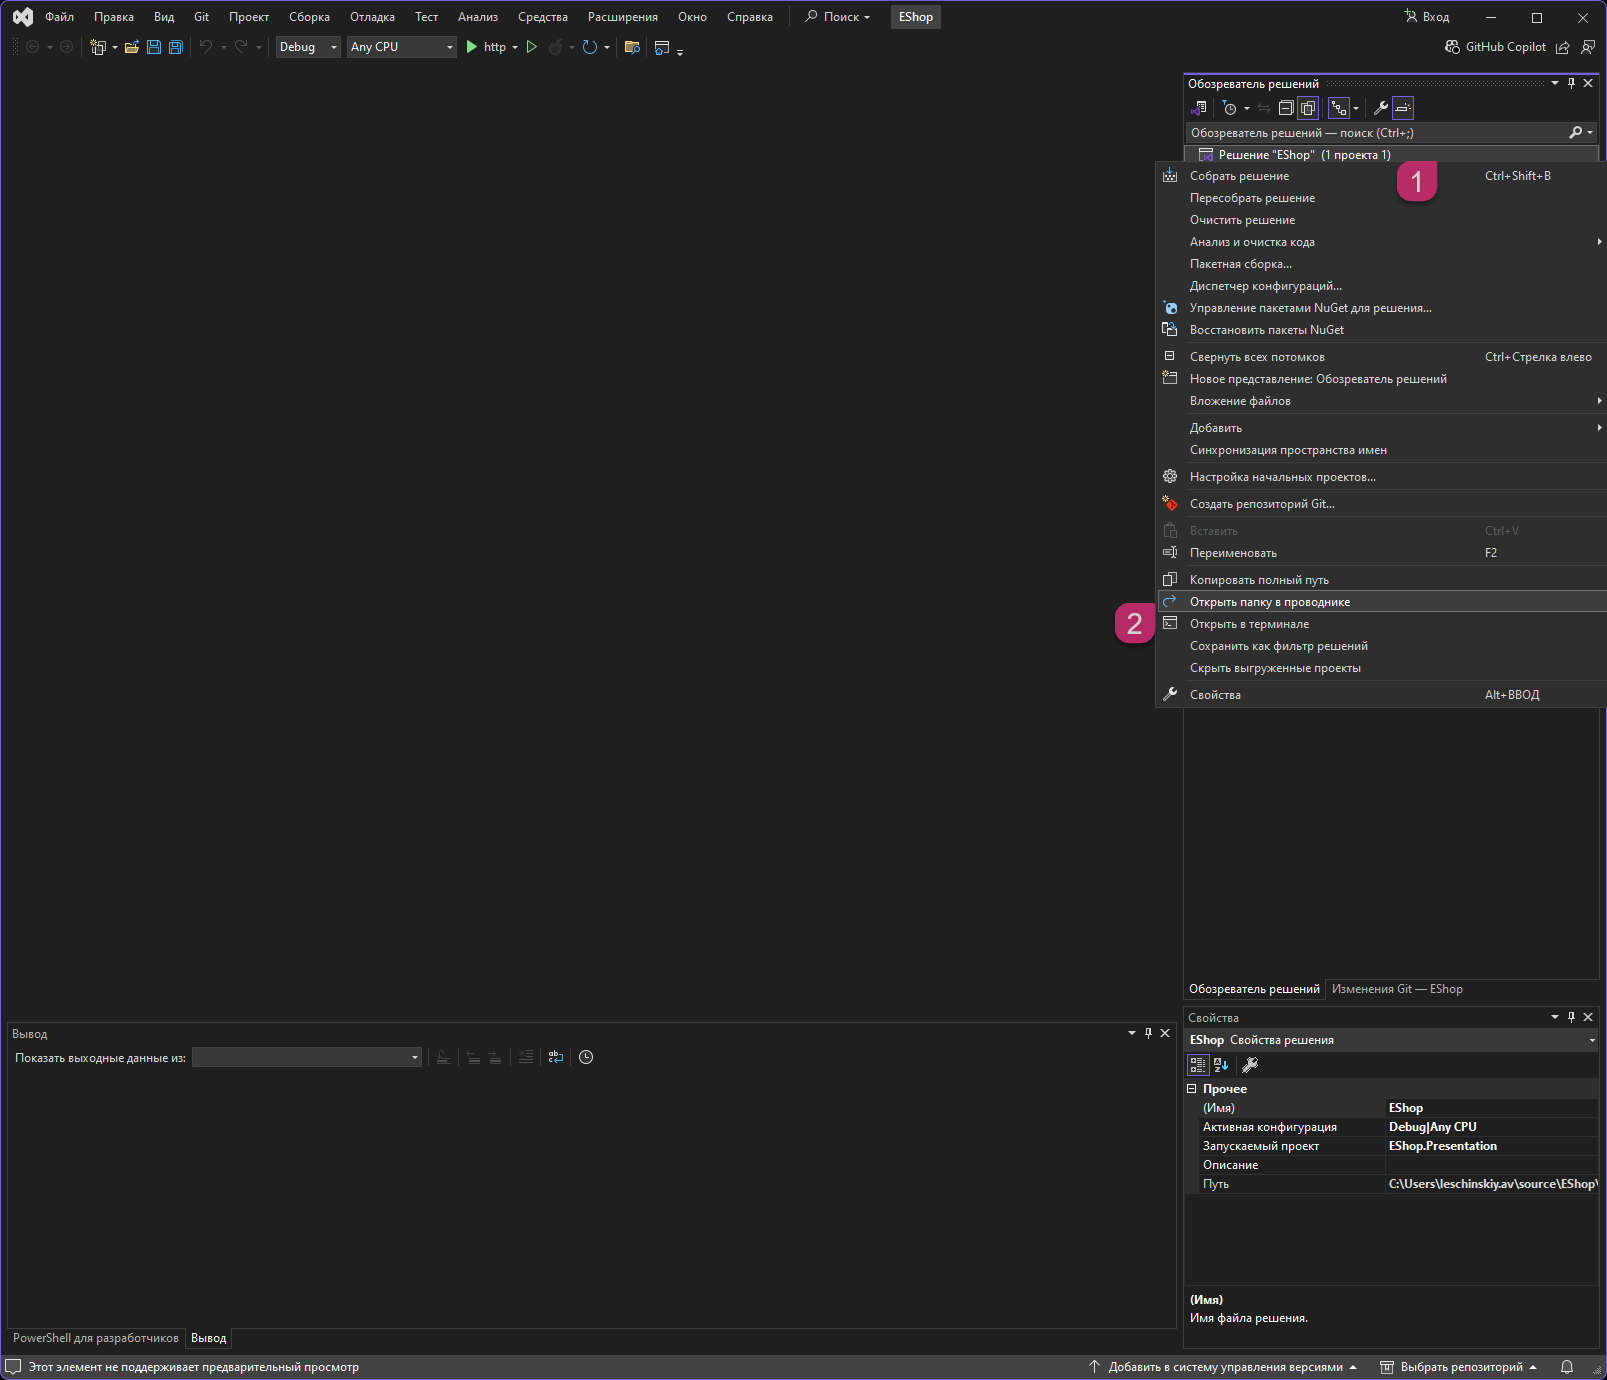 Файл Правка Вид Git Проект Сборка Отладка Тест Анализ Средства Расширения Окно Справка Поиск EShop Вход
Debug Any CPU http GitHub Copilot
Обозреватель решений
Обозреватель решений — поиск (Ctrl+;)
Решение "EShop" (1 проекта 1)
1
Собрать решение Ctrl+Shift+B
Пересобрать решение
Очистить решение
Анализ и очистка кода
Пакетная сборка...
Диспетчер конфигураций...
Управление пакетами NuGet для решения...
Восстановить пакеты NuGet
Свернуть всех потомков Ctrl+Стрелка влево
Новое представление: Обозреватель решений
Вложение файлов
Добавить
Синхронизация пространства имен
Настройка начальных проектов...
Создать репозиторий Git...
Вставить Ctrl+V
Переименовать F2
Копировать полный путь
Открыть папку в проводнике
2
Открыть в терминале
Сохранить как фильтр решений
Скрыть выгруженные проекты
Свойства Alt+ВВОД
Обозреватель решений Изменения Git — EShop
Вывод
Показать выходные данные из:
PowerShell для разработчиков Вывод
Свойства
EShop Свойства решения
Прочее
(Имя) EShop
Активная конфигурация Debug|Any CPU
Запускаемый проект EShop.Presentation
Описание
Путь C:\Users\leschinskiy.av\source\EShop\
(Имя)
Имя файла решения.
Этот элемент не поддерживает предварительный просмотр Добавить в систему управления версиями Выбрать репозиторий